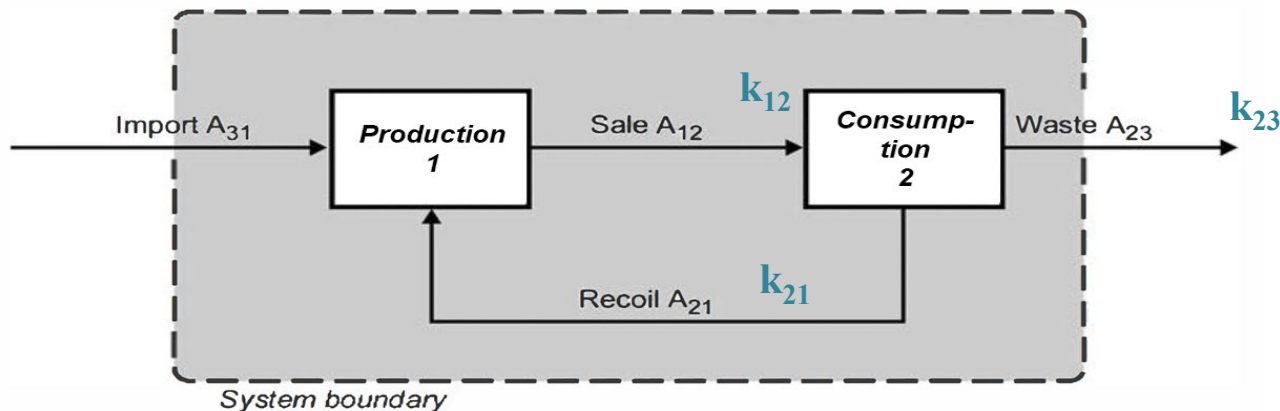 Import A₃₁
Production
1
Sale A₁₂
k₁₂
Consump-
tion
2
Waste A₂₃
k₂₃
Recoil A₂₁
k₂₁
System boundary